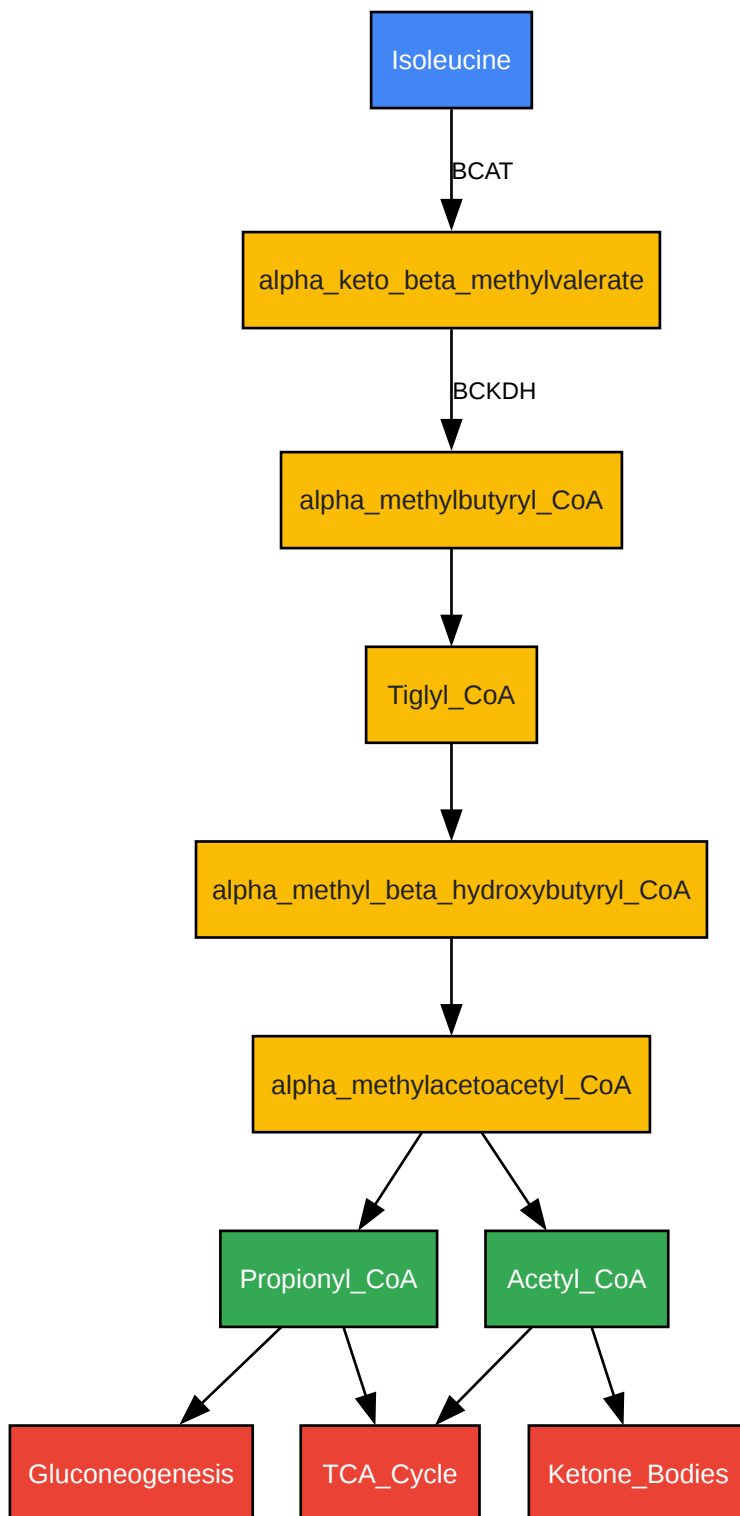 Isoleucine
BCAT
alpha_keto_beta_methylvalerate
BCKDH
alpha_methylbutyryl_CoA
Tiglyl_CoA
alpha_methyl_beta_hydroxybutyryl_CoA
alpha_methylacetoacetyl_CoA
Propionyl_CoA
Acetyl_CoA
Gluconeogenesis
TCA_Cycle
Ketone_Bodies